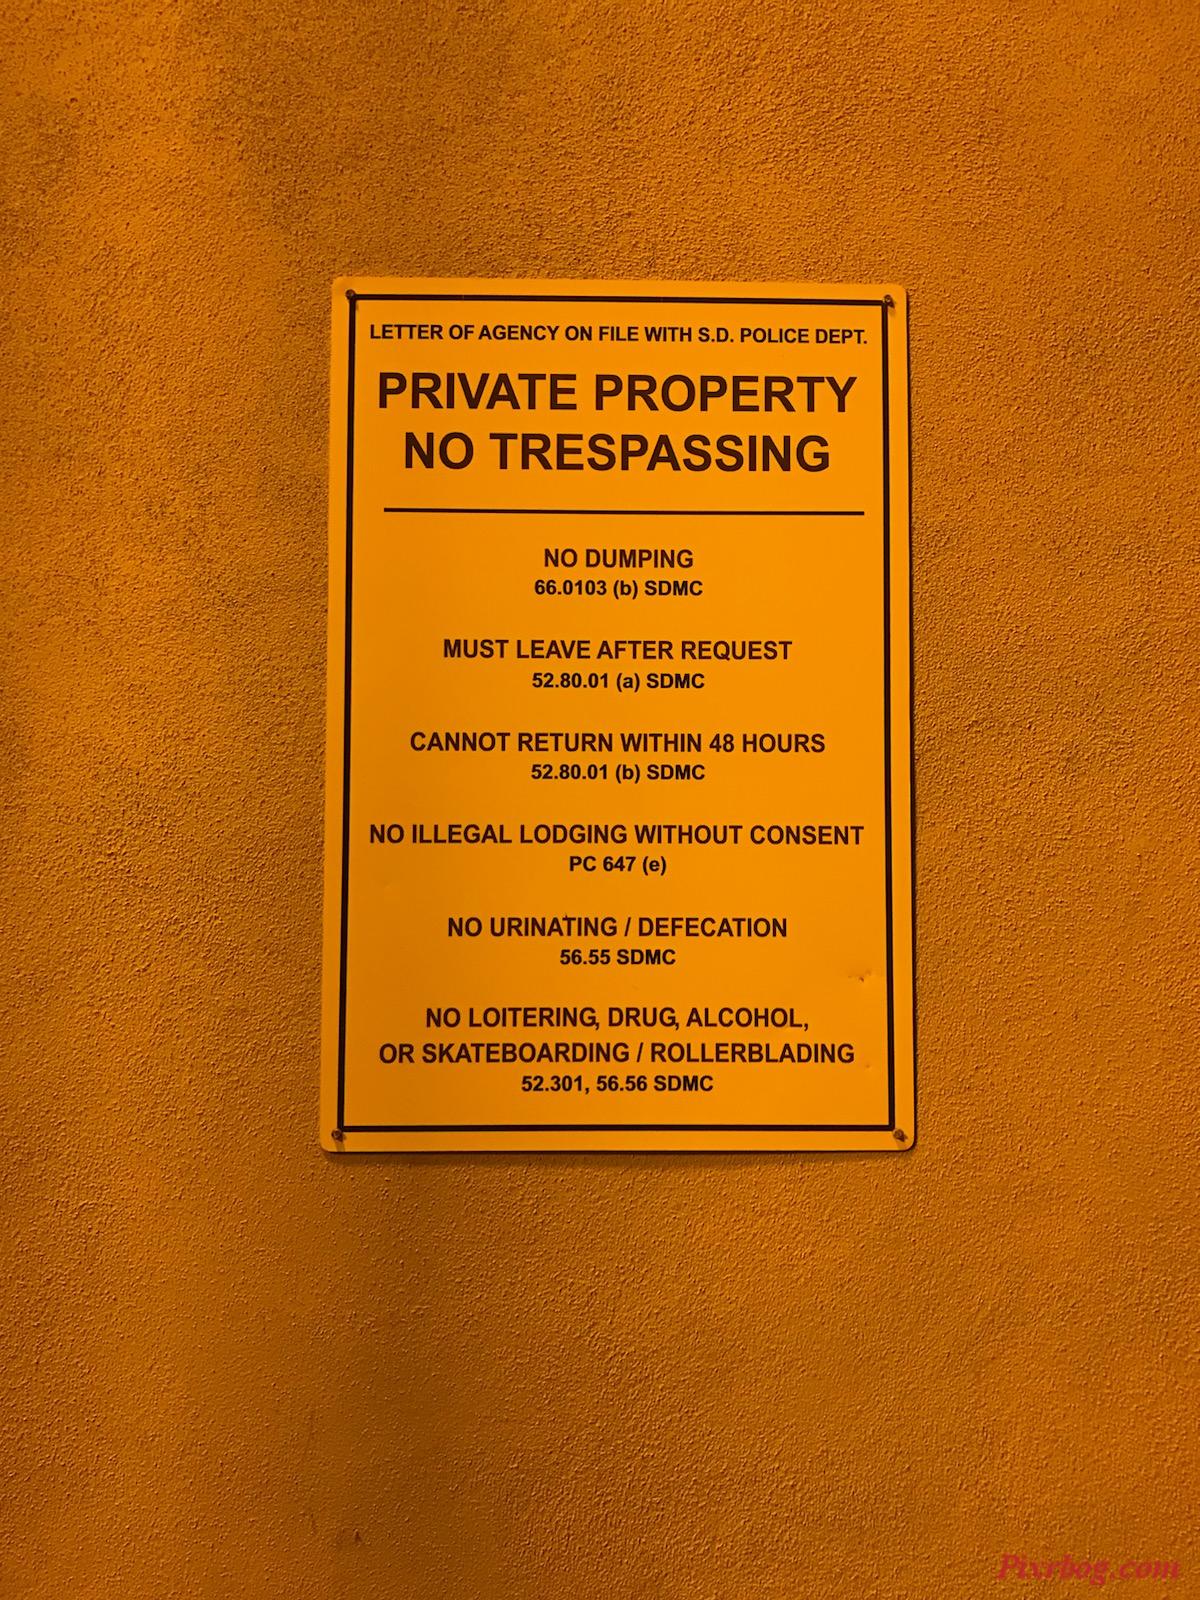 LETTER OF AGENCY ON FILE WITH S.D. POLICE DEPT.
PRIVATE PROPERTY
NO TRESPASSING
NO DUMPING
66.0103 (b) SDMC
MUST LEAVE AFTER REQUEST
52.80.01 (a) SDMC
CANNOT RETURN WITHIN 48 HOURS
52.80.01 (b) SDMC
NO ILLEGAL LODGING WITHOUT CONSENT
PC 647 (e)
NO URINATING / DEFECATION
56.55 SDMC
NO LOITERING, DRUG, ALCOHOL,
OR SKATEBOARDING / ROLLERBLADING
52.301, 56.56 SDMC
Pixrbog.com